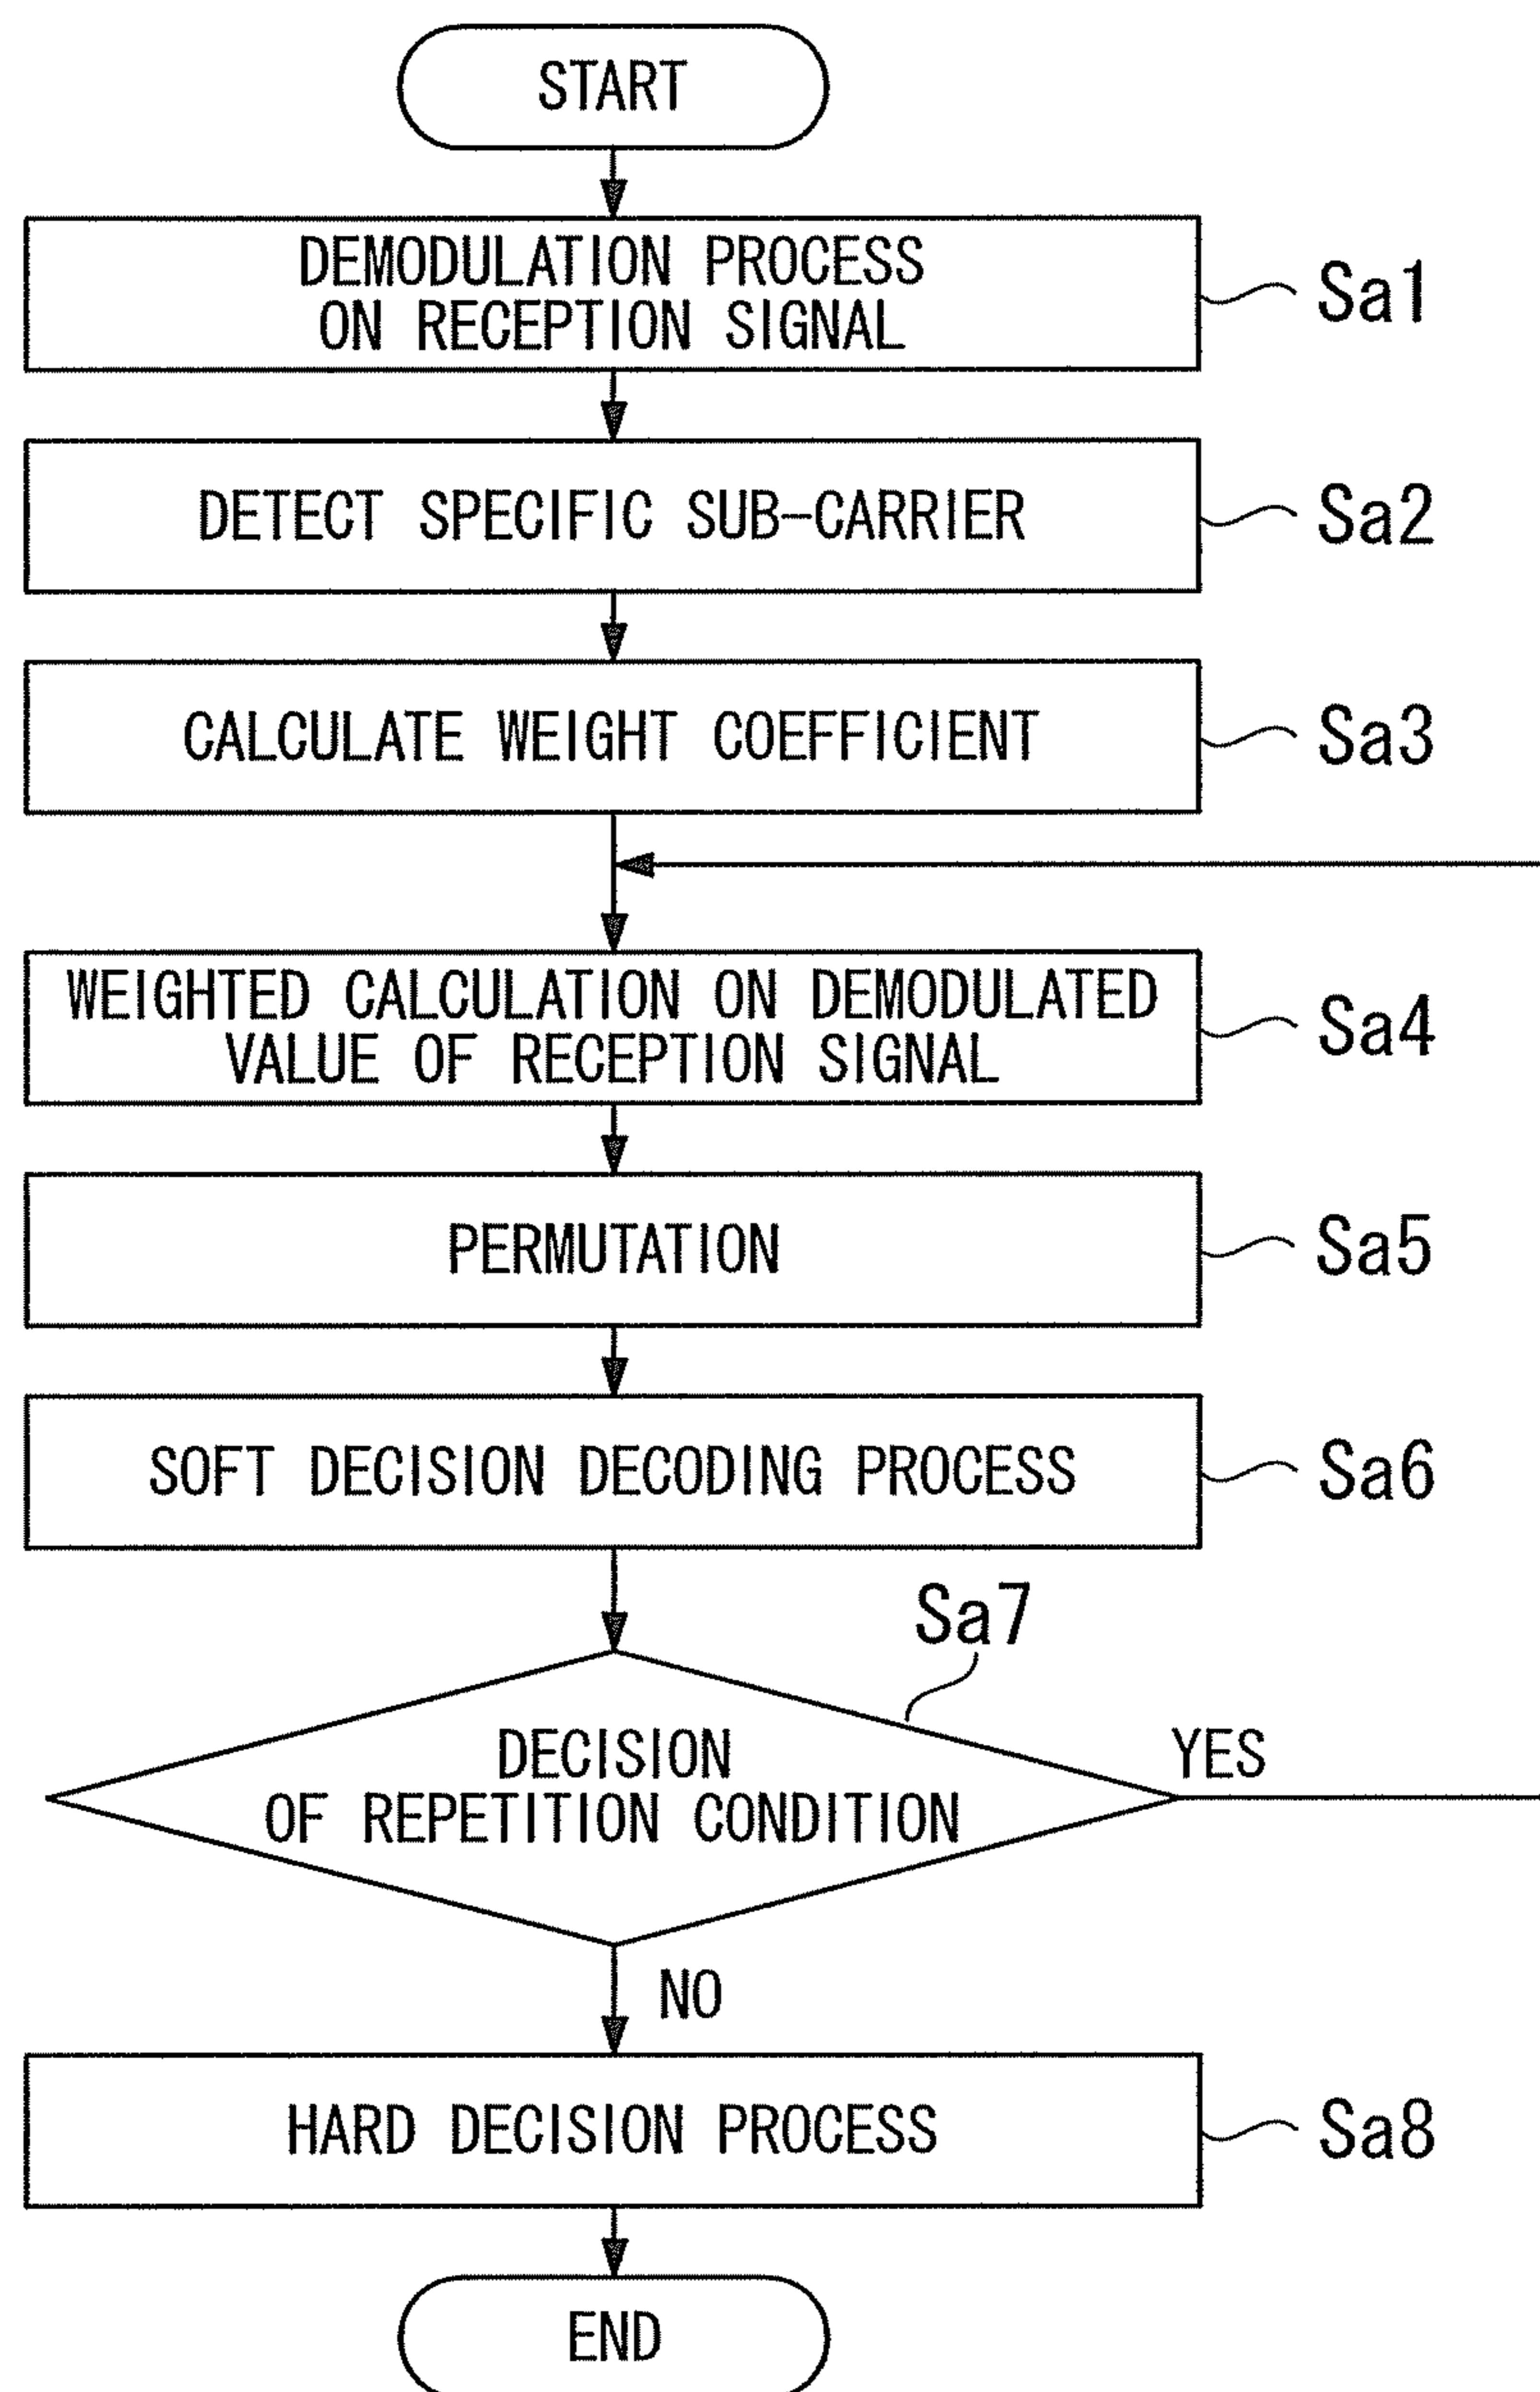 START
DEMODULATION PROCESS
ON RECEPTION SIGNAL
Sa1
DETECT SPECIFIC SUB-CARRIER
Sa2
CALCULATE WEIGHT COEFFICIENT
Sa3
WEIGHTED CALCULATION ON DEMODULATED
VALUE OF RECEPTION SIGNAL
Sa4
PERMUTATION
Sa5
SOFT DECISION DECODING PROCESS
Sa6
Sa7
DECISION
OF REPETITION CONDITION
YES
NO
HARD DECISION PROCESS
Sa8
END